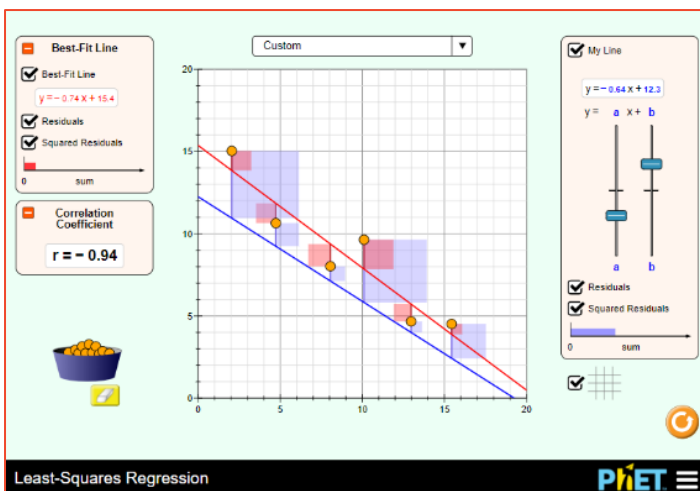 Best-Fit Line
Best-Fit Line
y = − 0.74 x + 15.4
Residuals
Squared Residuals
0
sum
Correlation
Coefficient
r = − 0.94
Custom
20
15
10
5
0
0
5
10
15
20
My Line
y = − 0.64 x + 12.3
y = a x + b
a b
Residuals
Squared Residuals
0
sum
Least-Squares Regression
PhET